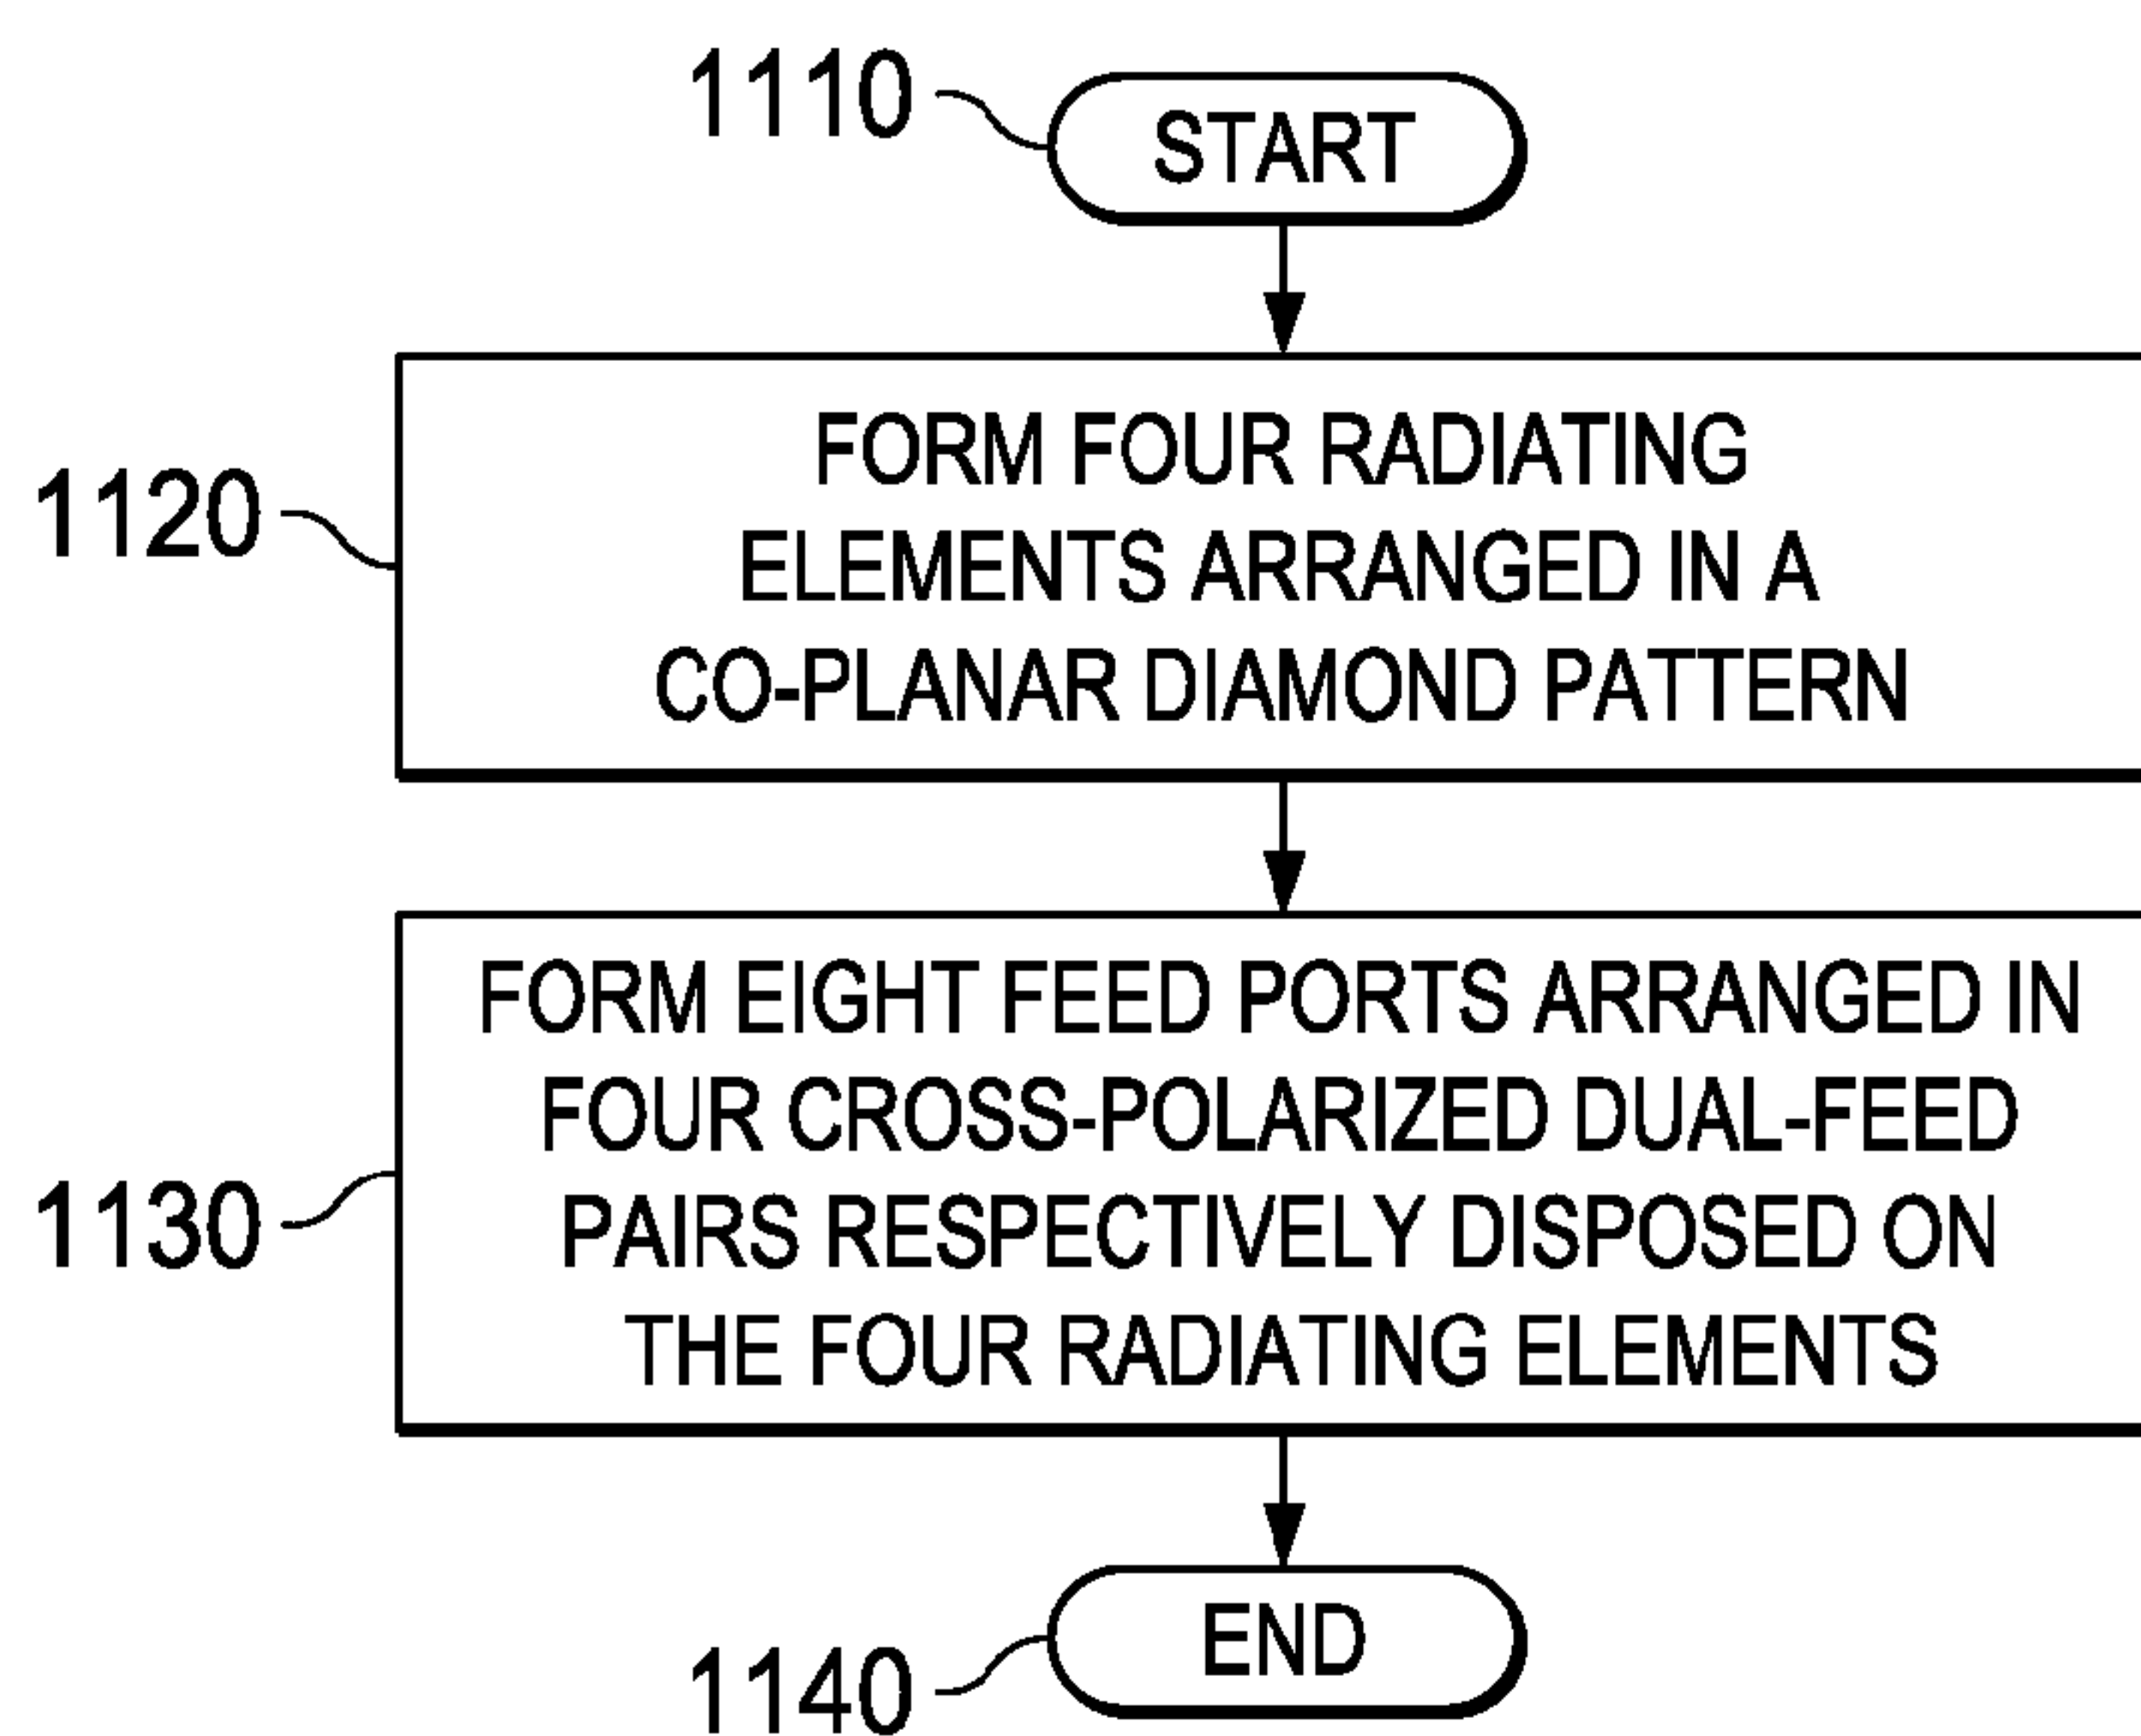 1110
START
1120
FORM FOUR RADIATING
ELEMENTS ARRANGED IN A
CO-PLANAR DIAMOND PATTERN
1130
FORM EIGHT FEED PORTS ARRANGED IN
FOUR CROSS-POLARIZED DUAL-FEED
PAIRS RESPECTIVELY DISPOSED ON
THE FOUR RADIATING ELEMENTS
1140
END